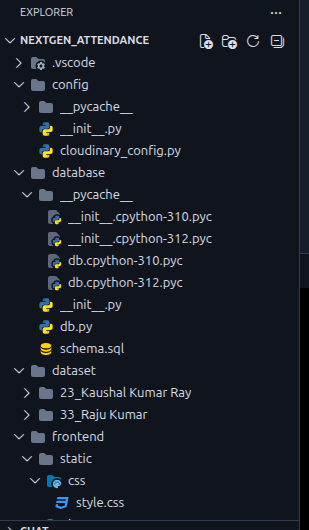 EXPLORER
NEXTGEN_ATTENDANCE
.vscode
config
__pycache__
__init__.py
cloudinary_config.py
database
__pycache__
__init__.cpython-310.pyc
__init__.cpython-312.pyc
db.cpython-310.pyc
db.cpython-312.pyc
__init__.py
db.py
schema.sql
dataset
23_Kaushal Kumar Ray
33_Raju Kumar
frontend
static
css
style.css
CHAT